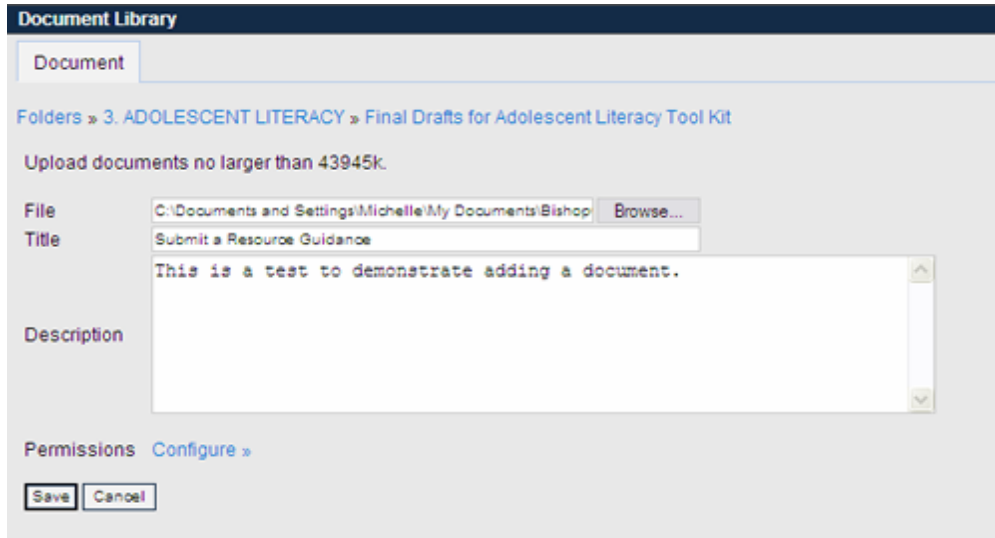 Document Library
Document
Folders » 3. ADOLESCENT LITERACY » Final Drafts for Adolescent Literacy Tool Kit
Upload documents no larger than 43945k.
File C:\Documents and Settings\Michelle\My Documents\Bishop Browse...
Title Submit a Resource Guidance
This is a test to demonstrate adding a document.
Description
Permissions Configure »
Save Cancel